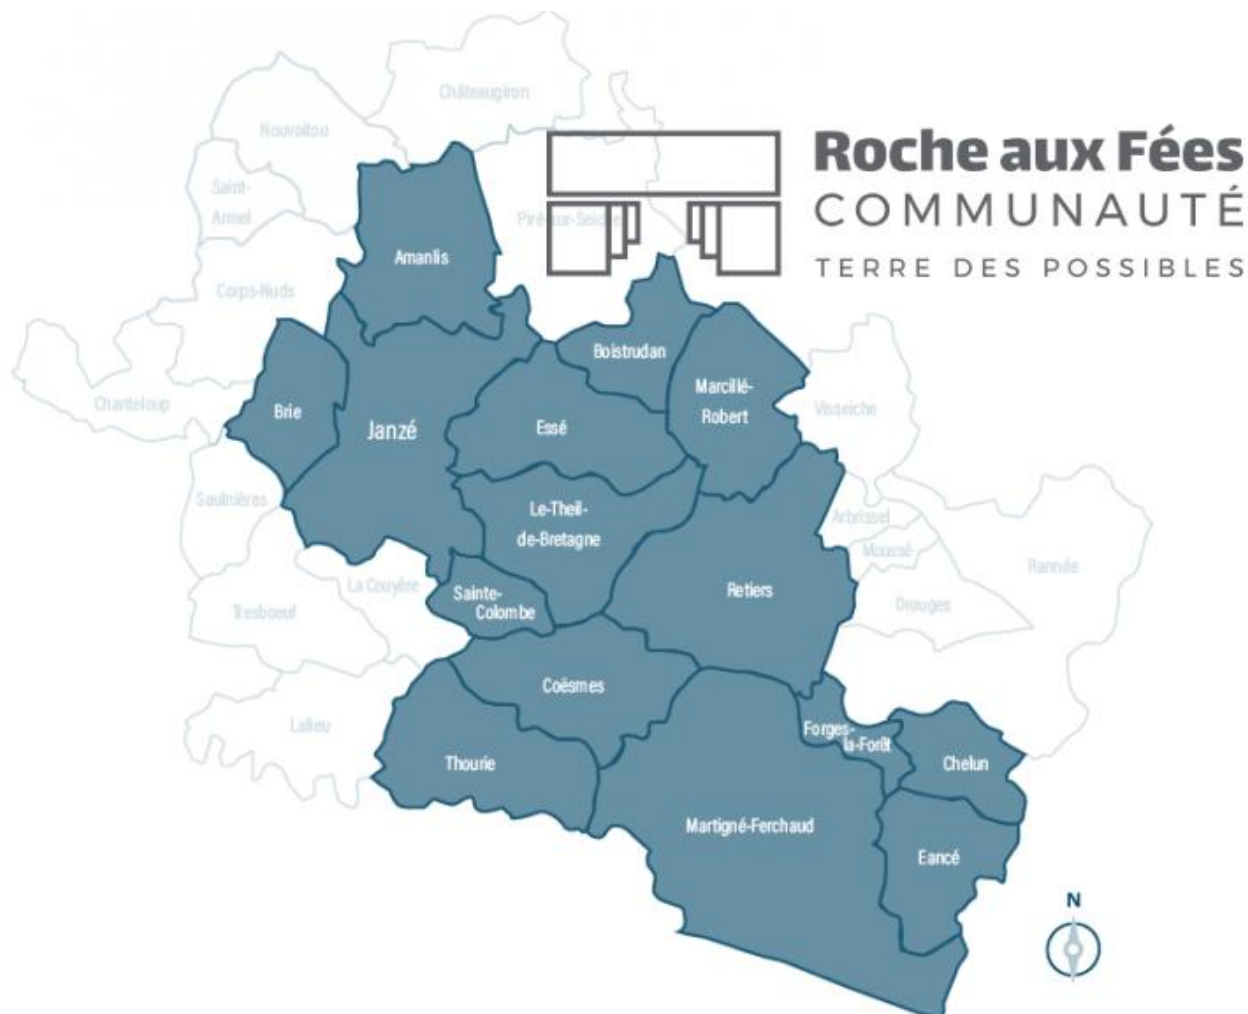 Châteaugiron
Nouvoitou
Roche aux Fées
COMMUNAUTÉ
TERRE DES POSSIBLES
Saint-
Armel
Piré-sur-Seiche
Amanlis
Corps-Nuds
Boistrudan
Marcillé-
Robert
Chanteloup
Brie
Janzé
Essé
Visseiche
Saulnières
Le-Theil-
de-Bretagne
Arbrissel
Moussé
Rannée
La Couyère
Sainte-
Colombe
Retiers
Drouges
Tresboeuf
Coësmes
Lalleu
Forges-
la-Forêt
Thourie
Chelun
Martigné-Ferchaud
Eancé
N